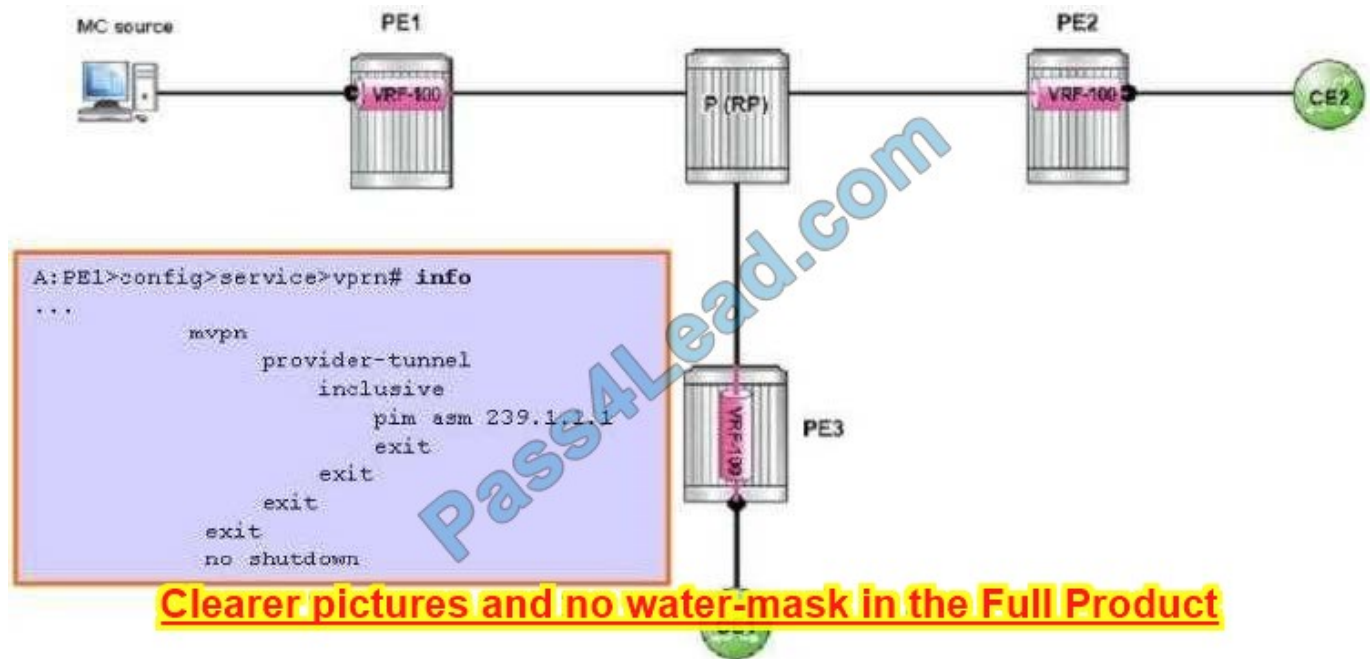 MC source
PE1
PE2
VRF-100
P (RP)
VRF-100
CE2
A:PE1>config>service>vprn# info
...
mvpn
provider-tunnel
inclusive
pim asm 239.1.1.1
exit
exit
exit
exit
no shutdown
VRF-100
PE3
Pass4Lead.com
Clearer pictures and no water-mask in the Full Product